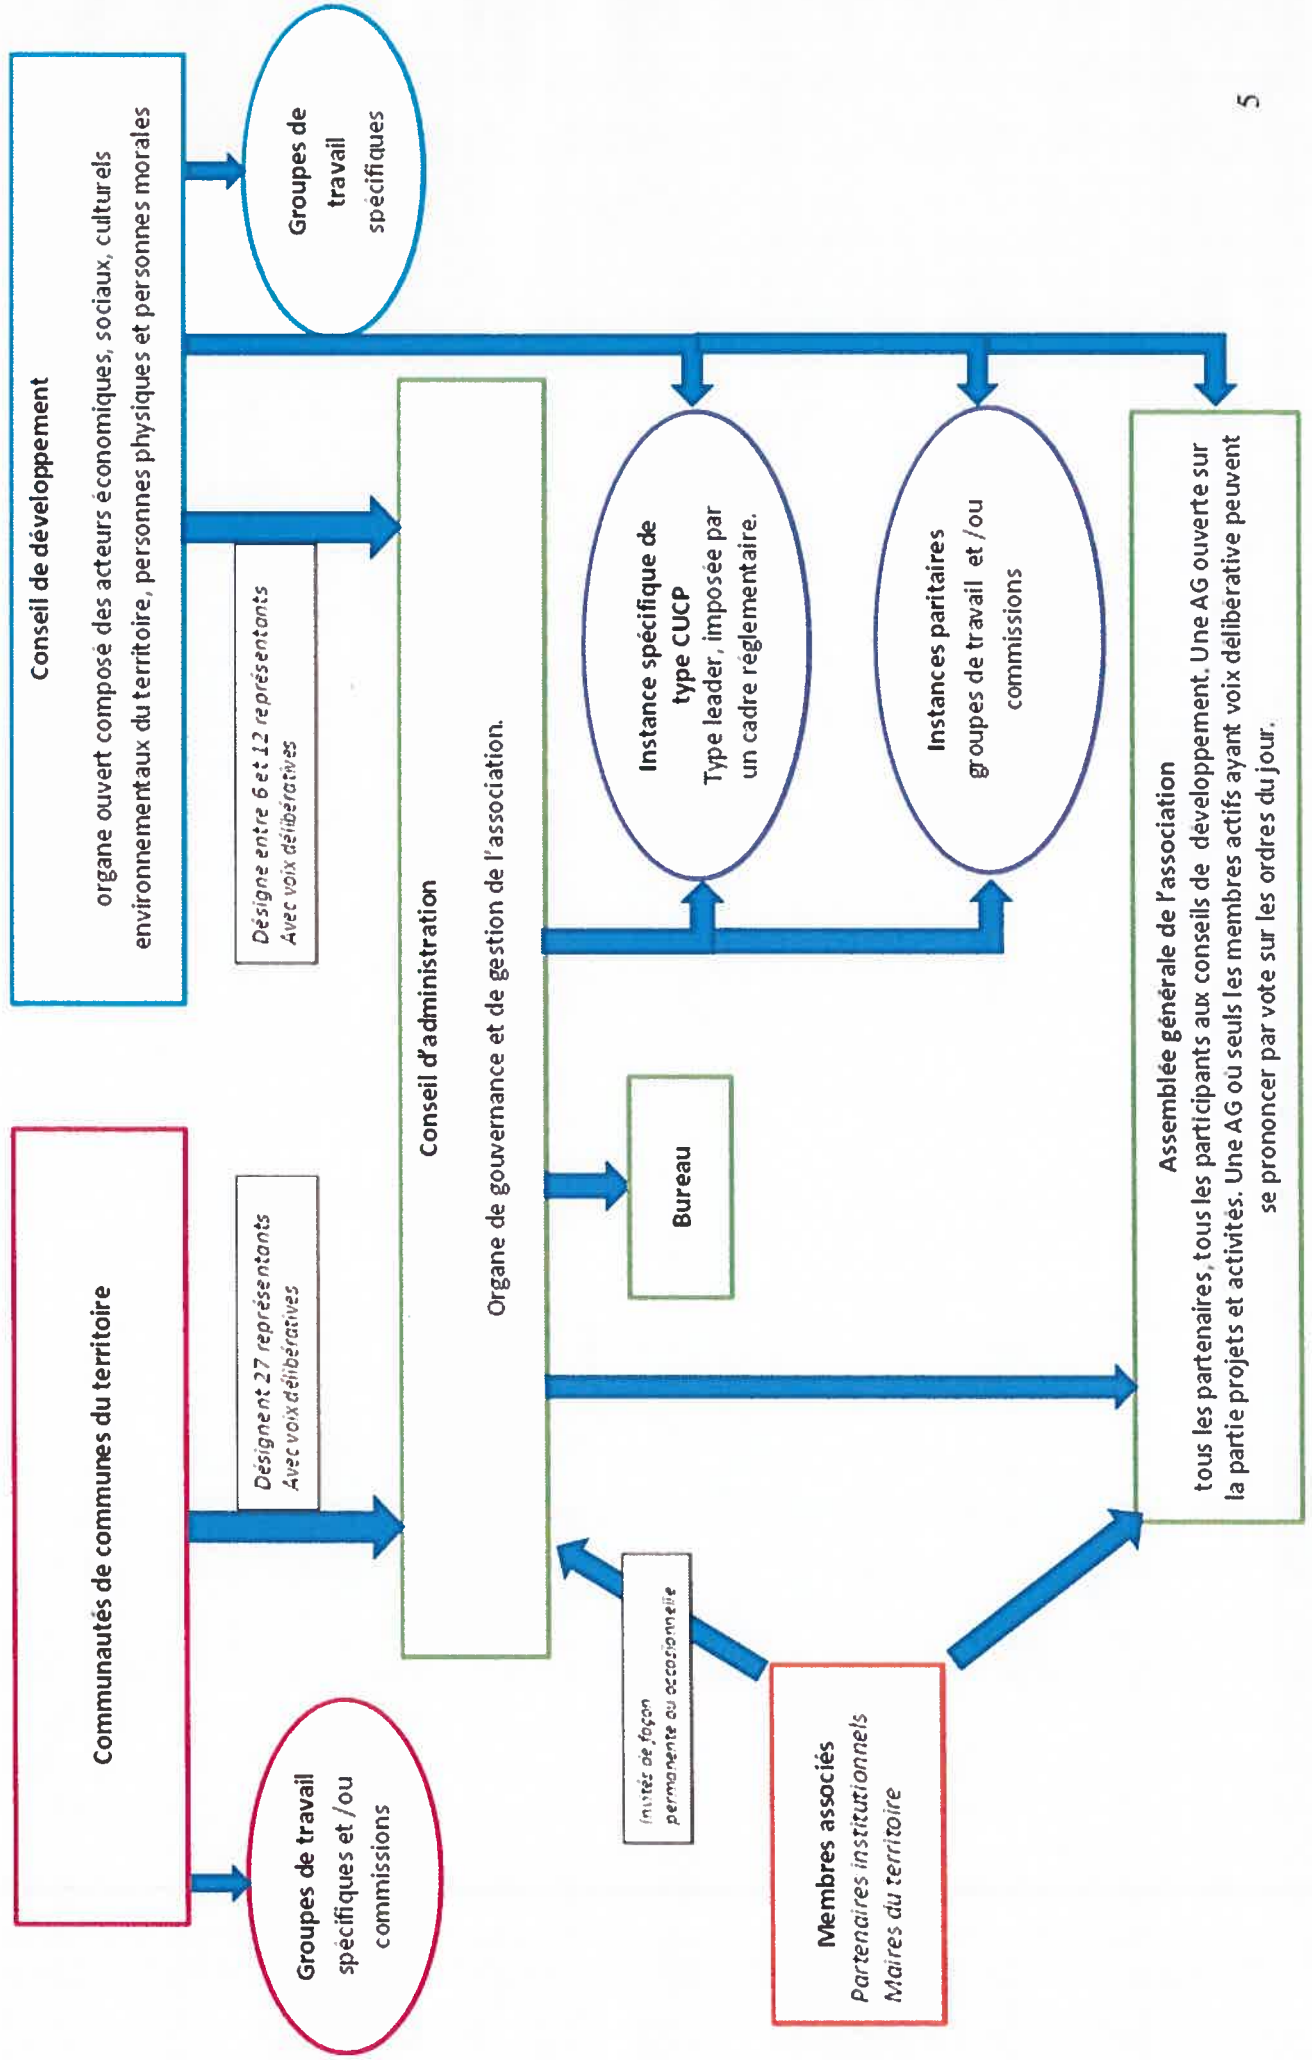 Communautés de communes du territoire
Conseil de développement
organe ouvert composé des acteurs économiques, sociaux, culturels
environnementaux du territoire, personnes physiques et personnes morales
Groupes de travail
spécifiques et /ou
commissions
Désignent 27 représentants
Avec voix délibératives
Désigne entre 6 et 12 représentants
Avec voix délibératives
Groupes de
travail
spécifiques
Conseil d'administration
Organe de gouvernance et de gestion de l'association.
Invités de façon
permanente ou occasionnelle
Bureau
Instance spécifique de
type CUCP
Type leader, imposée par
un cadre réglementaire.
Membres associés
Partenaires institutionnels
Maires du territoire
Instances paritaires
groupes de travail et /ou
commissions
Assemblée générale de l'association
tous les partenaires, tous les participants aux conseils de développement. Une AG ouverte sur
la partie projets et activités. Une AG où seuls les membres actifs ayant voix délibérative peuvent
se prononcer par vote sur les ordres du jour.
5